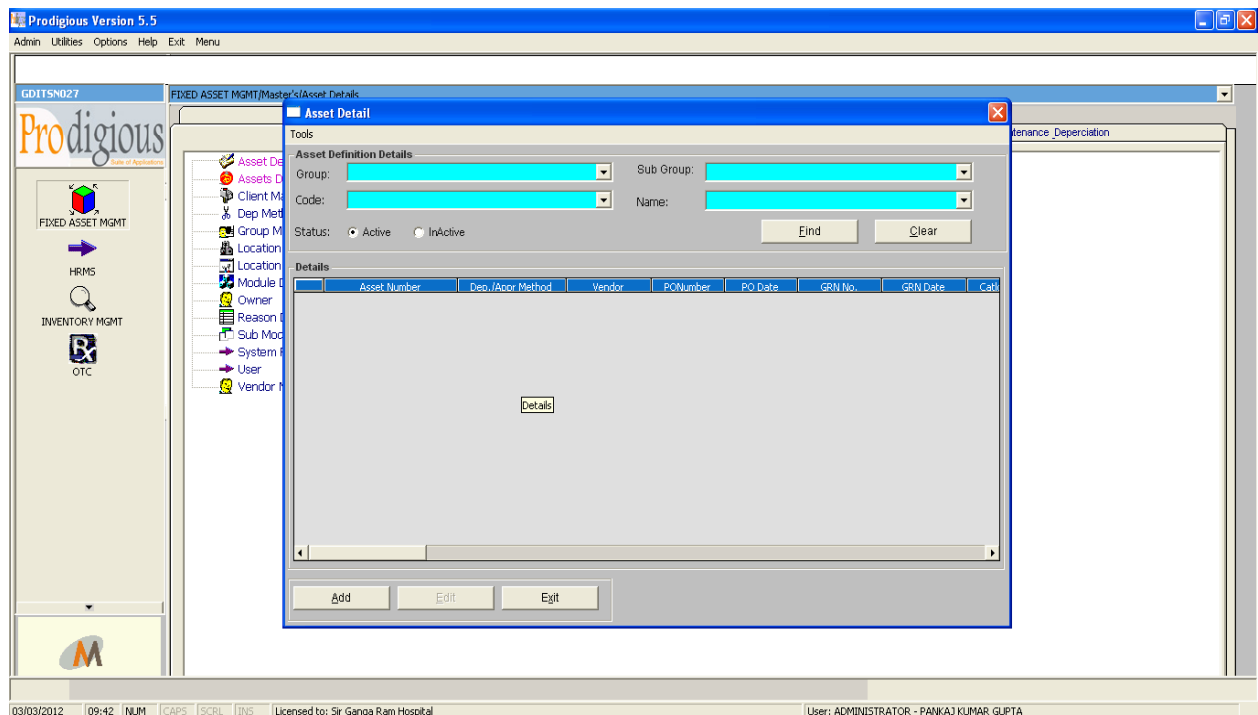 Prodigious Version 5.5
Admin Utilities Options Help Exit Menu
GDITSN027
FIXED ASSET MGMT/Master's/Asset Details
Prodigious
Suite of Applications
FIXED ASSET MGMT
HRMS
INVENTORY MGMT
OTC
Asset De
Assets D
Client Ma
Dep Met
Group M
Location
Location
Module D
Owner
Reason D
Sub Mod
System
User
Vendor M
tenance Deperciation
Asset Detail
Tools
Asset Definition Details
Group: Sub Group:
Code: Name:
Status: Active InActive Find Clear
Details
Asset Number Dep./Appr Method Vendor PONumber PO Date GRN No. GRN Date
Details
Add Edit Exit
M
03/03/2012 09:42 NUM CAPS SCRL INS Licensed to: Sir Ganga Ram Hospital User: ADMINISTRATOR - PANKAJ KUMAR GUPTA